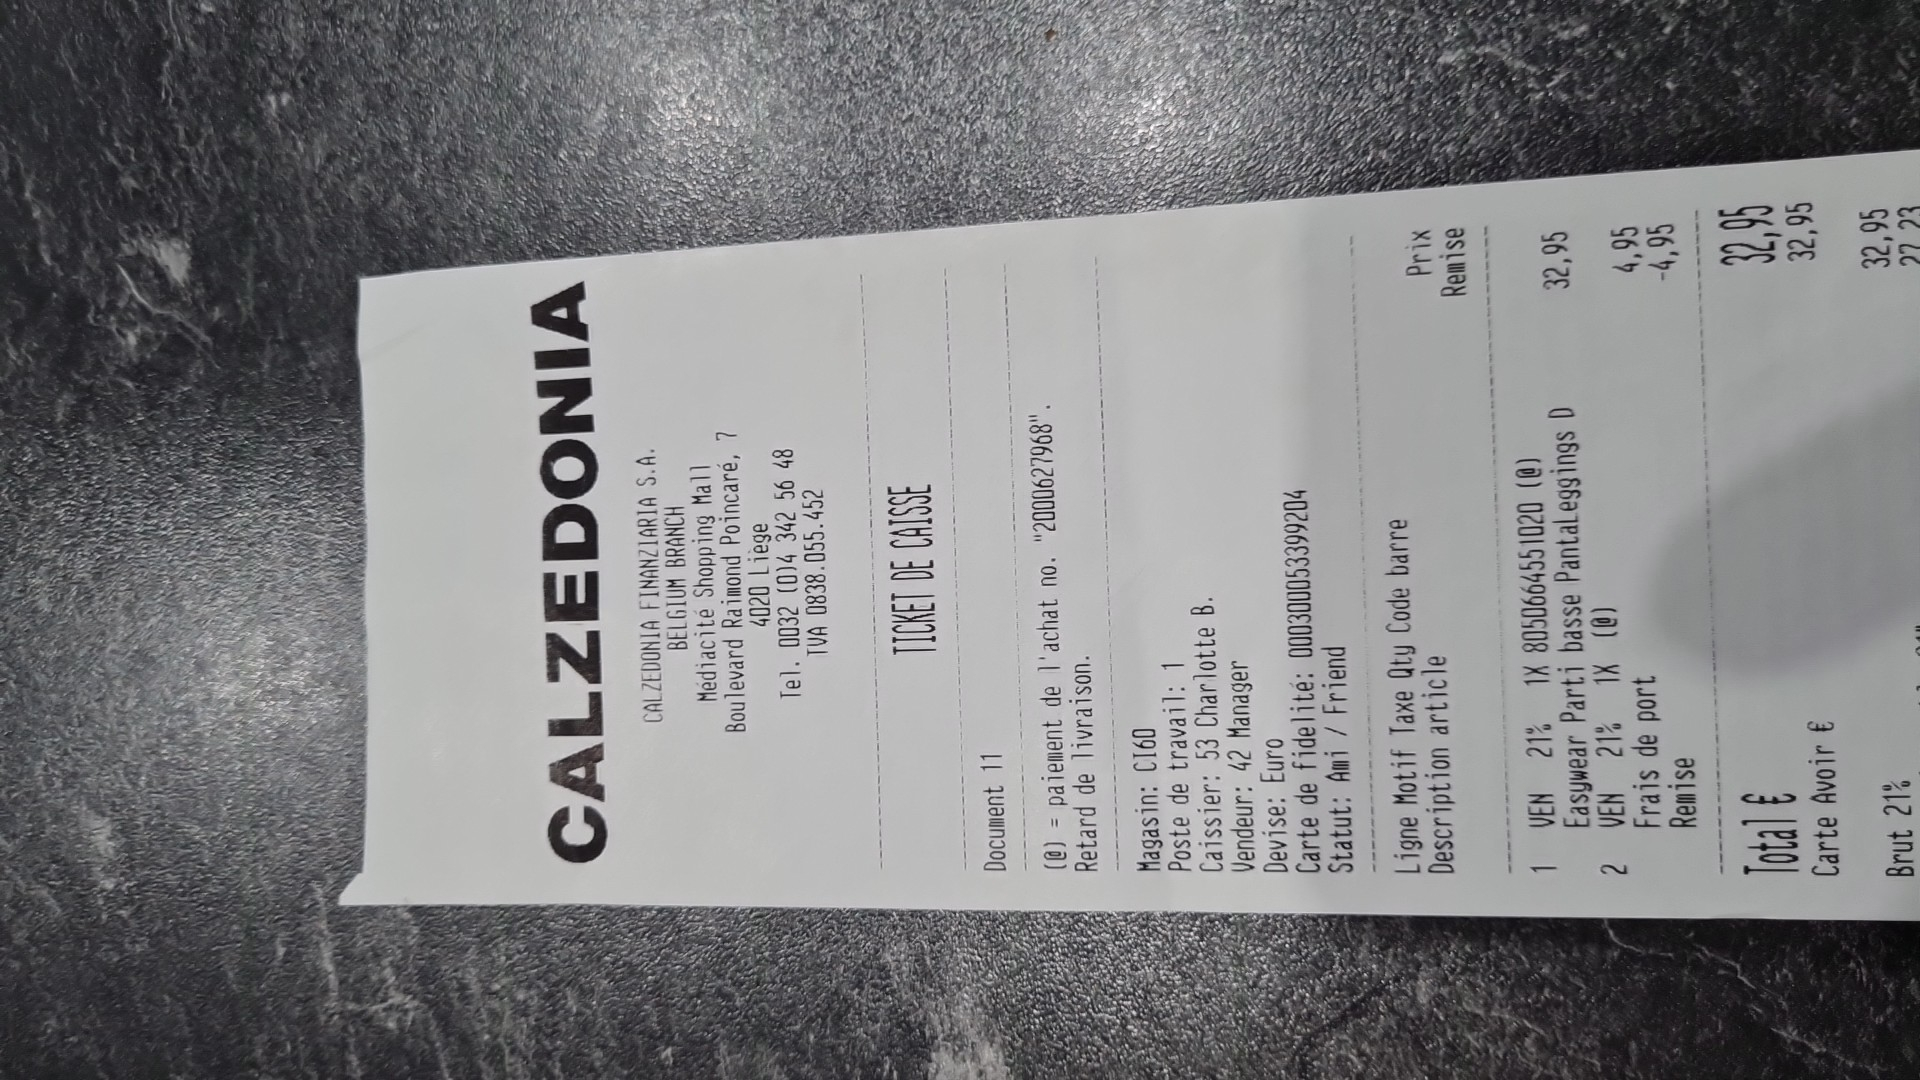 CALZEDONIA
CALZEDONIA FINANZIARIA S.A.
BELGIUM BRANCH
Médiacité Shopping Mall
Boulevard Raimond Poincaré, 7
4020 Liège
Tel. 0032 (0)4 342 56 48
TVA 0838.055.452
TICKET DE CAISSE
Document 11
(@) = paiement de l'achat no. "2000627968".
Retard de livraison.
Magasin: CI60
Poste de travail: 1
Caissier: 53 Charlotte B.
Vendeur: 42 Manager
Devise: Euro
Carte de fidelité: 0003000053399204
Statut: Ami / Friend
Ligne Motif Taxe Qty Code barre Prix
Description article Remise
1 VEN 21% 1X 8050664551020 (@) 32,95
Easywear Parti basse PantaLeggings D
2 VEN 21% 1X (@) 4,95
Frais de port -4,95
Remise
Total € 32,95
Carte Avoir € 32,95
Brut 21% 32,95
27,23